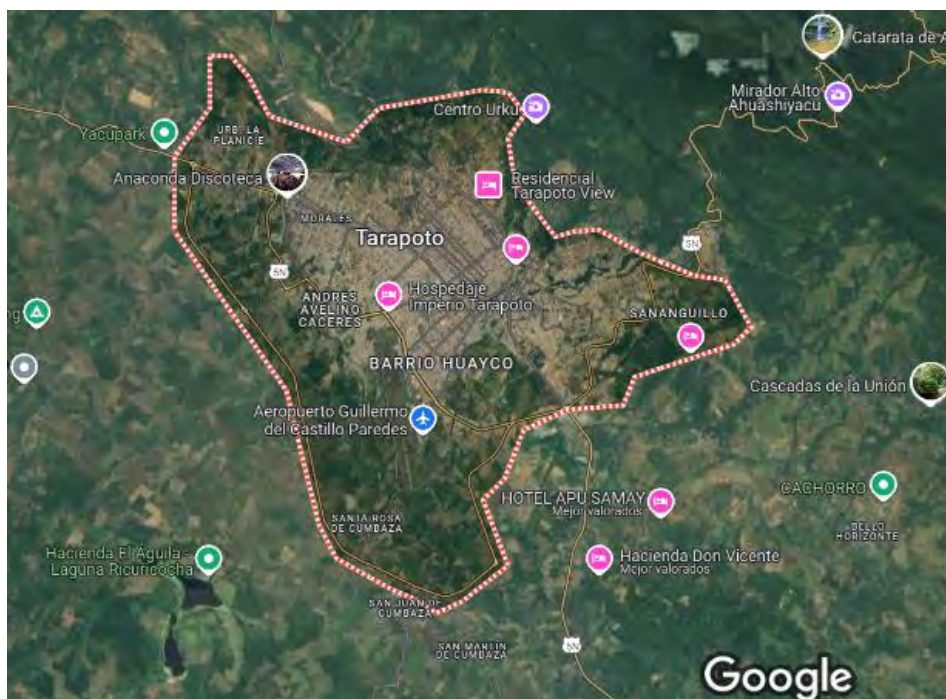 Catarata de A
Mirador Alto
Ahuashiyacu
Centro Urku
Yacupark
URB. LA
PLANICIE
Anaconda Discoteca
Residencial
Tarapoto View
MORALES
Tarapoto
5N
5N
ANDRES
AVELINO
CACERES
Hospedaje
Imperio Tarapoto
SANANGUILLO
BARRIO HUAYCO
Cascadas de la Unión
Aeropuerto Guillermo
del Castillo Paredes
CACHORRO
HOTEL APU SAMAY
Mejor valorados
SANTA ROSA
DE CUMBAZA
BELLO
HORIZONTE
Hacienda El Aguila -
Laguna Ricuricocha
Hacienda Don Vicente
Mejor valorados
SAN JUAN DE
CUMBAZA
SAN MARTIN
DE CUMBAZA
5N
Google